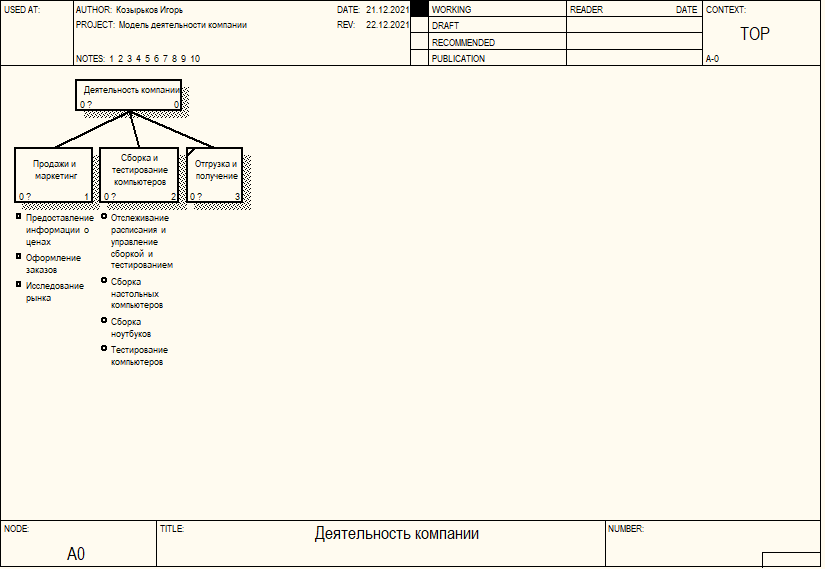 USED AT:
AUTHOR: Козырьков Игорь
DATE: 21.12.2021
WORKING
READER
DATE
CONTEXT:
PROJECT: Модель деятельности компании
REV: 22.12.2021
DRAFT
TOP
RECOMMENDED
NOTES: 1 2 3 4 5 6 7 8 9 10
PUBLICATION
A-0
Деятельность компании
0 ?
0
Продажи и
маркетинг
0 ?
1
Сборка и
тестирование
компьютеров
0 ?
2
Отгрузка и
получение
0 ?
3
Предоставление
информации о
ценах
Оформление
заказов
Исследование
рынка
Отслеживание
расписания и
управление
сборкой и
тестированием
Сборка
настольных
компьютеров
Сборка
ноутбуков
Тестирование
компьютеров
NODE:
A0
TITLE:
Деятельность компании
NUMBER: